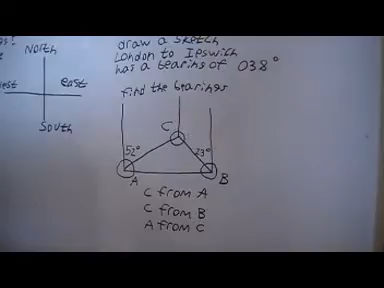 NORTH
east
South
draw a sketch
London to Ipswich
has a bearing of 038°
find the bearings
C
52°
23°
A
B
C from A
C from B
A from C